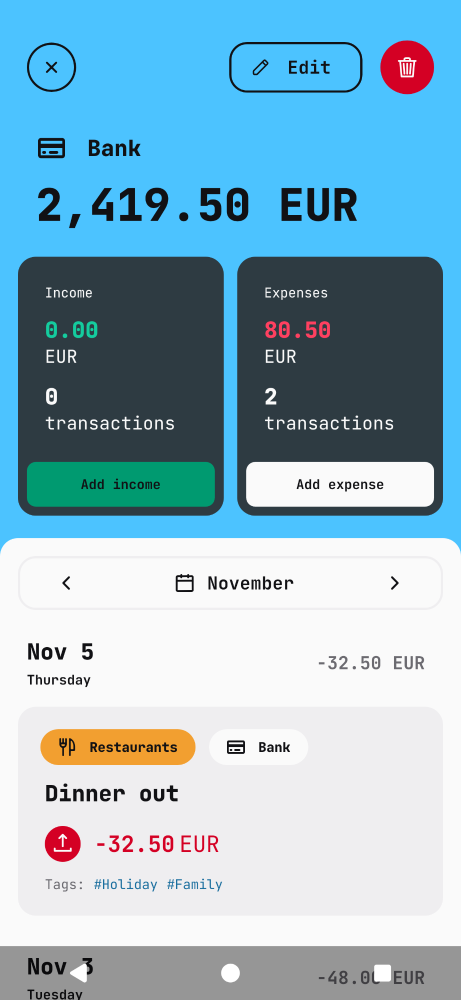 Edit
Bank
2,419.50 EUR
Income
0.00
EUR
0
transactions
Add income
Expenses
80.50
EUR
2
transactions
Add expense
November
Nov 5
Thursday
-32.50 EUR
Restaurants
Bank
Dinner out
-32.50 EUR
Tags: #Holiday #Family
Nov 3
Tuesday
-48.00 EUR